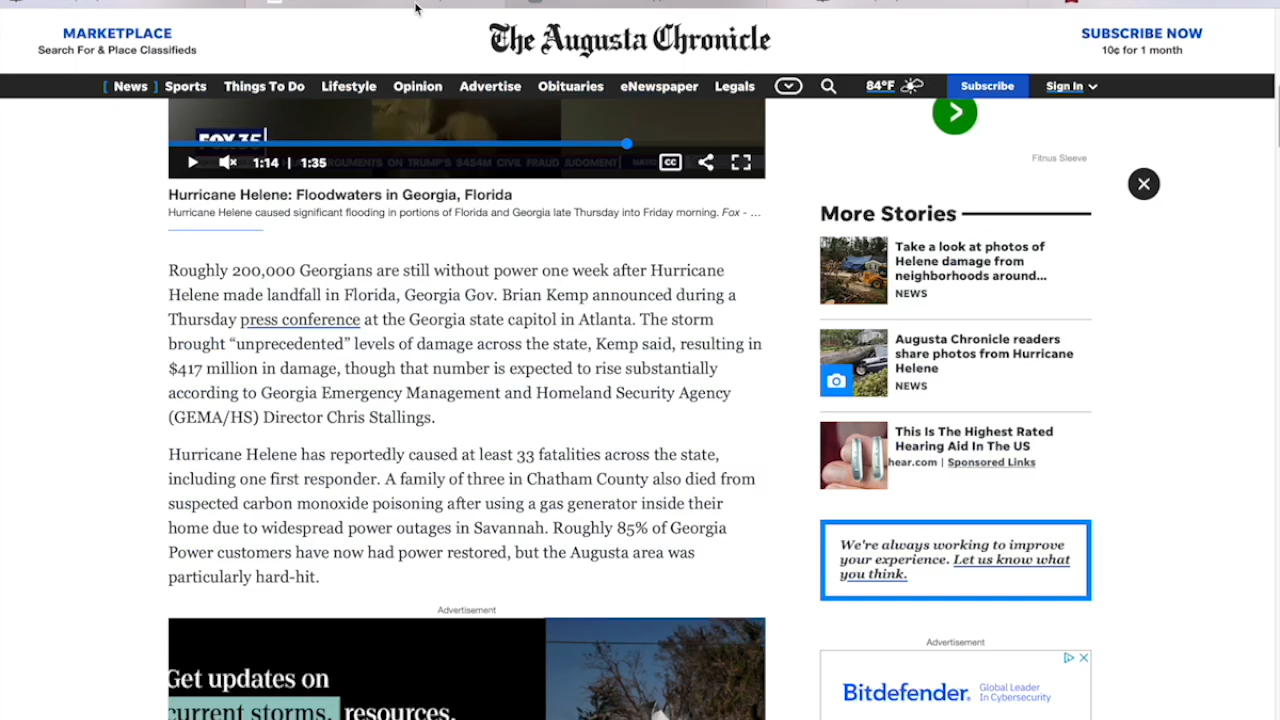 MARKETPLACE
Search For & Place Classifieds
The Augusta Chronicle
SUBSCRIBE NOW
10¢ for 1 month
[ News ] Sports Things To Do Lifestyle Opinion Advertise Obituaries eNewspaper Legals 84°F Subscribe Sign In
FOX 35
1:14 | 1:35
ARGUMENTS ON TRUMP'S $454M CIVIL FRAUD JUDGMENT
CC
Hurricane Helene: Floodwaters in Georgia, Florida
Hurricane Helene caused significant flooding in portions of Florida and Georgia late Thursday into Friday morning. Fox - ...
Roughly 200,000 Georgians are still without power one week after Hurricane
Helene made landfall in Florida, Georgia Gov. Brian Kemp announced during a
Thursday press conference at the Georgia state capitol in Atlanta. The storm
brought “unprecedented” levels of damage across the state, Kemp said, resulting in
$417 million in damage, though that number is expected to rise substantially
according to Georgia Emergency Management and Homeland Security Agency
(GEMA/HS) Director Chris Stallings.
Hurricane Helene has reportedly caused at least 33 fatalities across the state,
including one first responder. A family of three in Chatham County also died from
suspected carbon monoxide poisoning after using a gas generator inside their
home due to widespread power outages in Savannah. Roughly 85% of Georgia
Power customers have now had power restored, but the Augusta area was
particularly hard-hit.
Advertisement
Get updates on
current storms, resources,
Fitnus Sleeve
More Stories
Take a look at photos of
Helene damage from
neighborhoods around...
NEWS
Augusta Chronicle readers
share photos from Hurricane
Helene
NEWS
This Is The Highest Rated
Hearing Aid In The US
hear.com | Sponsored Links
We're always working to improve
your experience. Let us know what
you think.
Advertisement
Bitdefender. Global Leader
In Cybersecurity